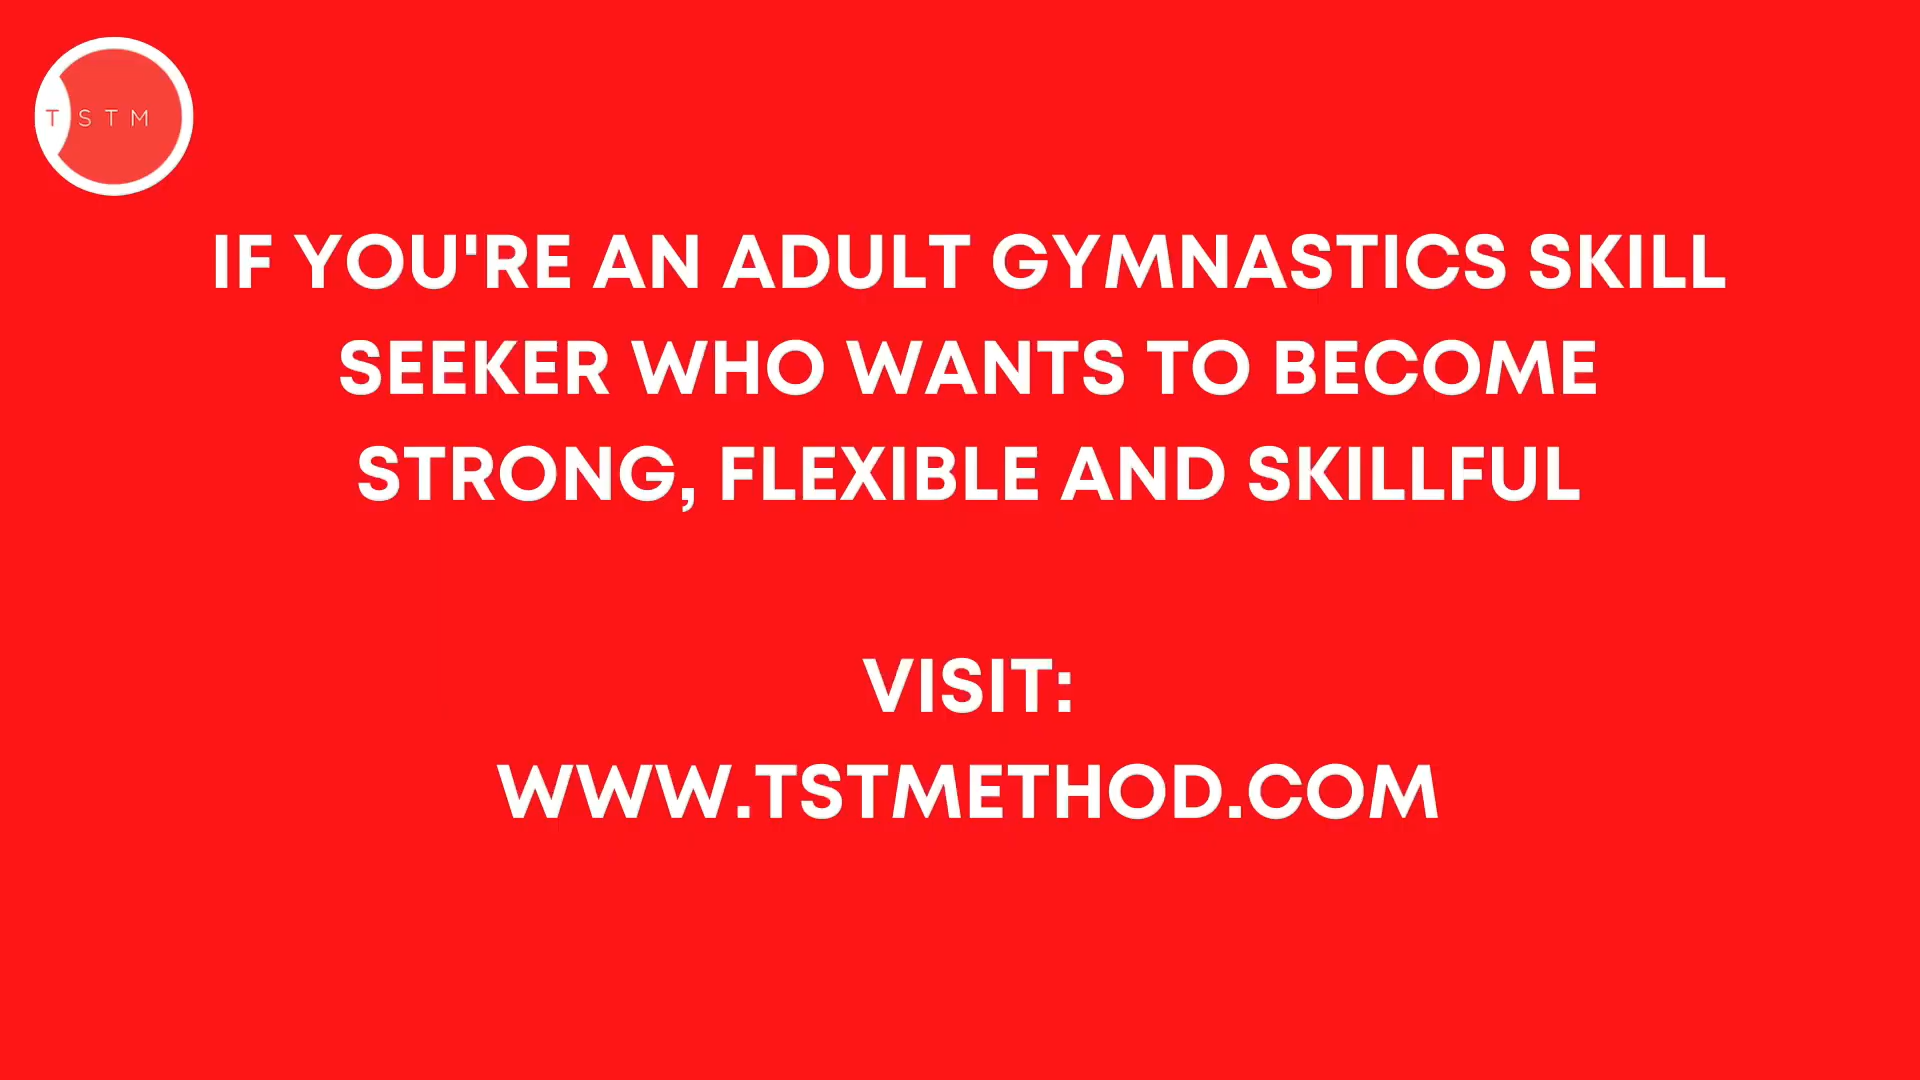 TSTM
IF YOU'RE AN ADULT GYMNASTICS SKILL
SEEKER WHO WANTS TO BECOME
STRONG, FLEXIBLE AND SKILLFUL
VISIT:
WWW.TSTMETHOD.COM